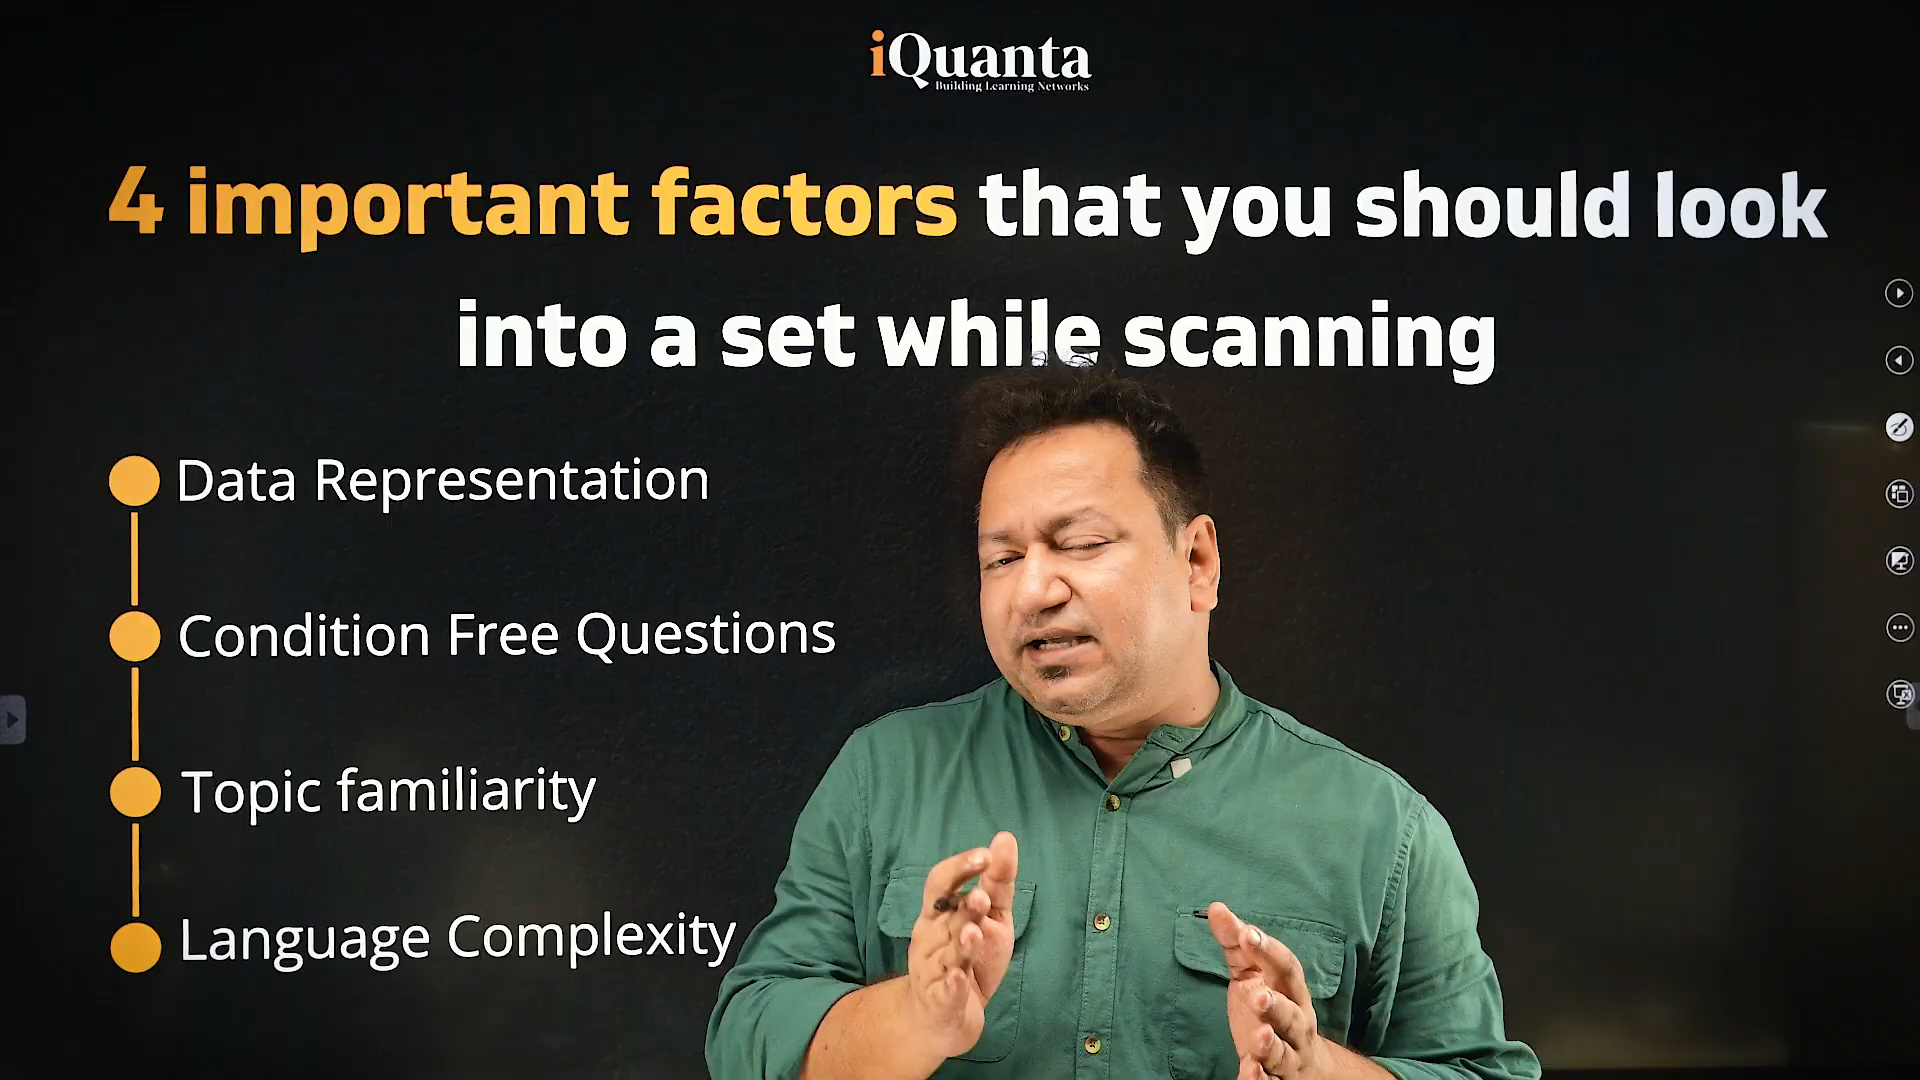 iQuanta
Building Learning Networks
4 important factors that you should look
into a set while scanning
Data Representation
Condition Free Questions
Topic familiarity
Language Complexity